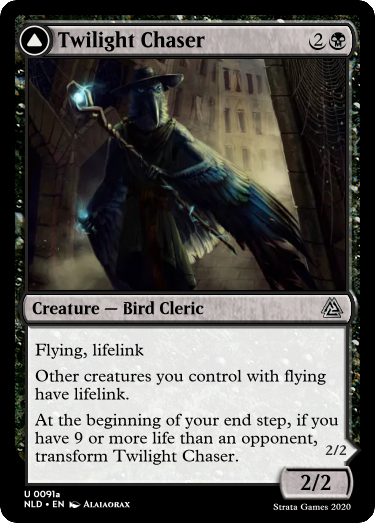 Twilight Chaser 2
Creature — Bird Cleric
Flying, lifelink
Other creatures you control with flying
have lifelink.
At the beginning of your end step, if you
have 9 or more life than an opponent,
transform Twilight Chaser.
2/2
2/2
U 0091a
NLD • EN Alaiaorax
Strata Games 2020